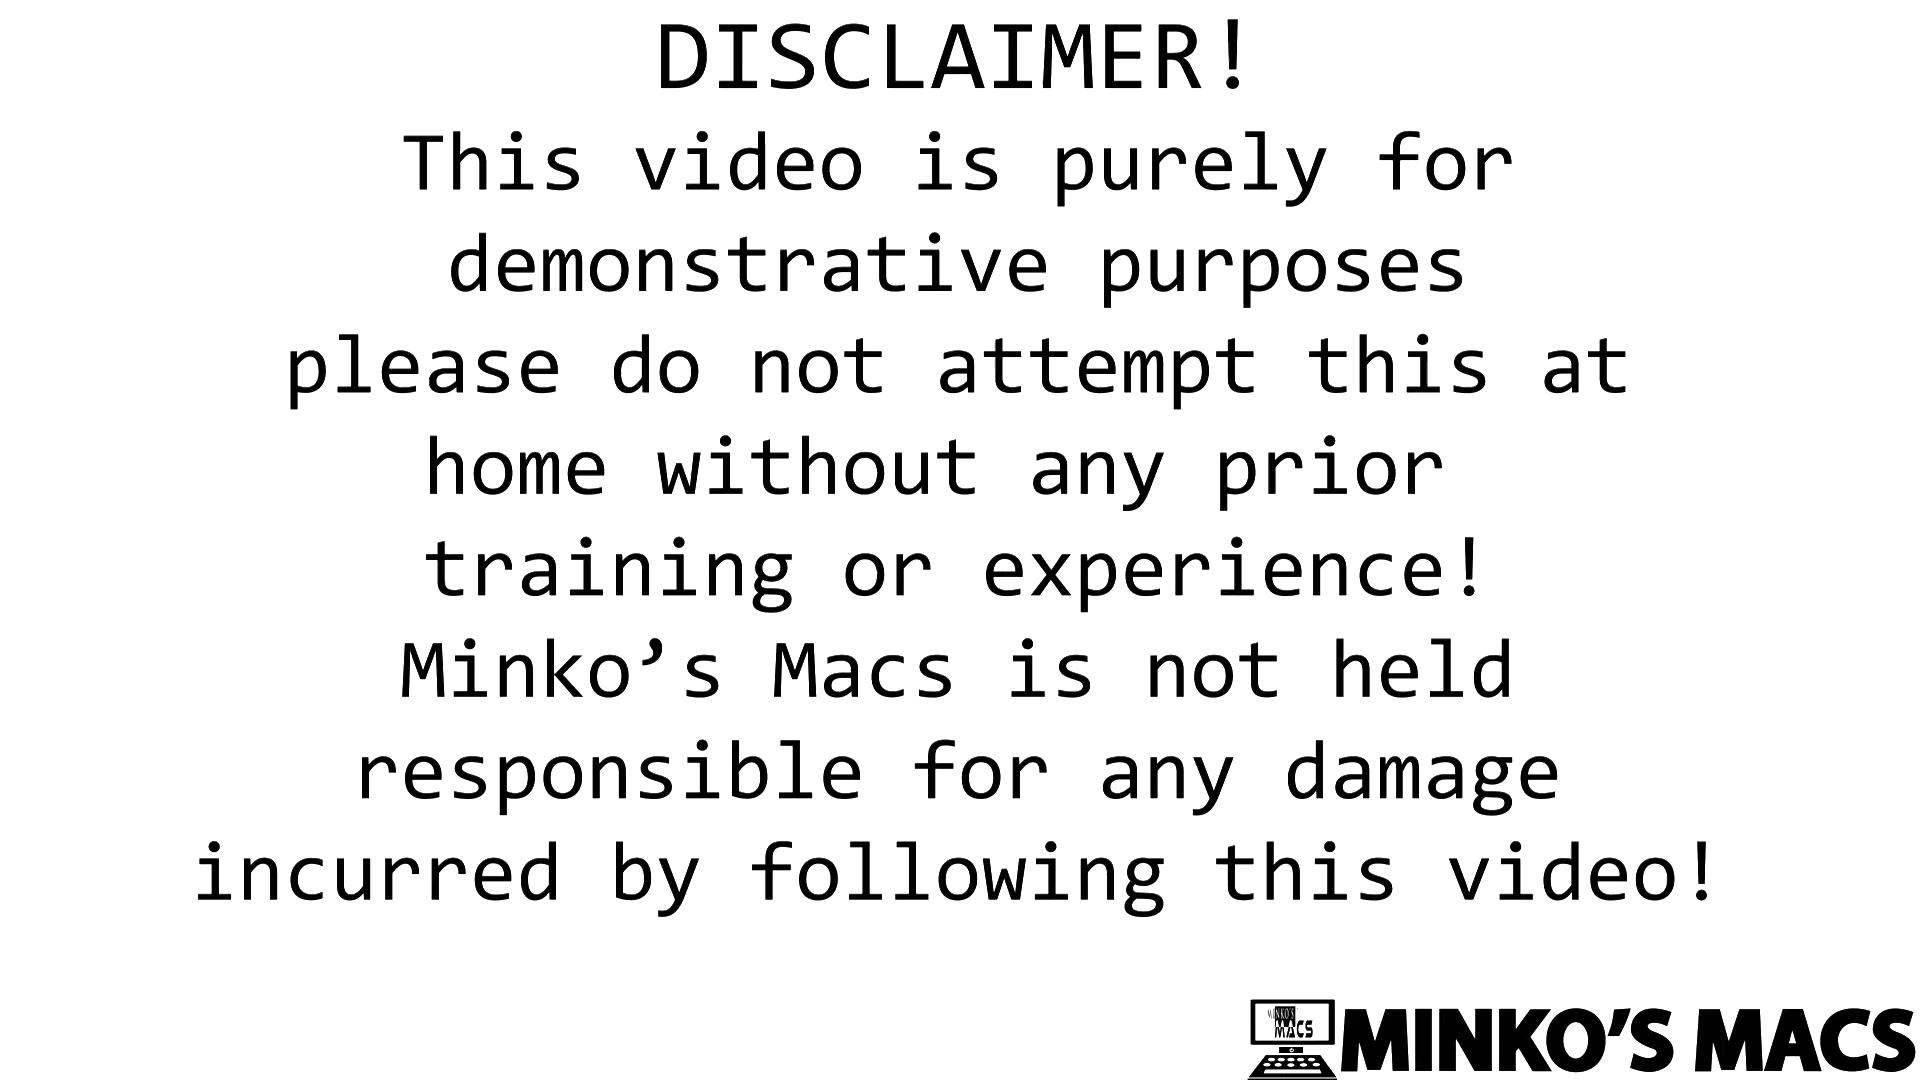 DISCLAIMER!
This video is purely for
demonstrative purposes
please do not attempt this at
home without any prior
training or experience!
Minko’s Macs is not held
responsible for any damage
incurred by following this video!
MACS
MINKO’S MACS